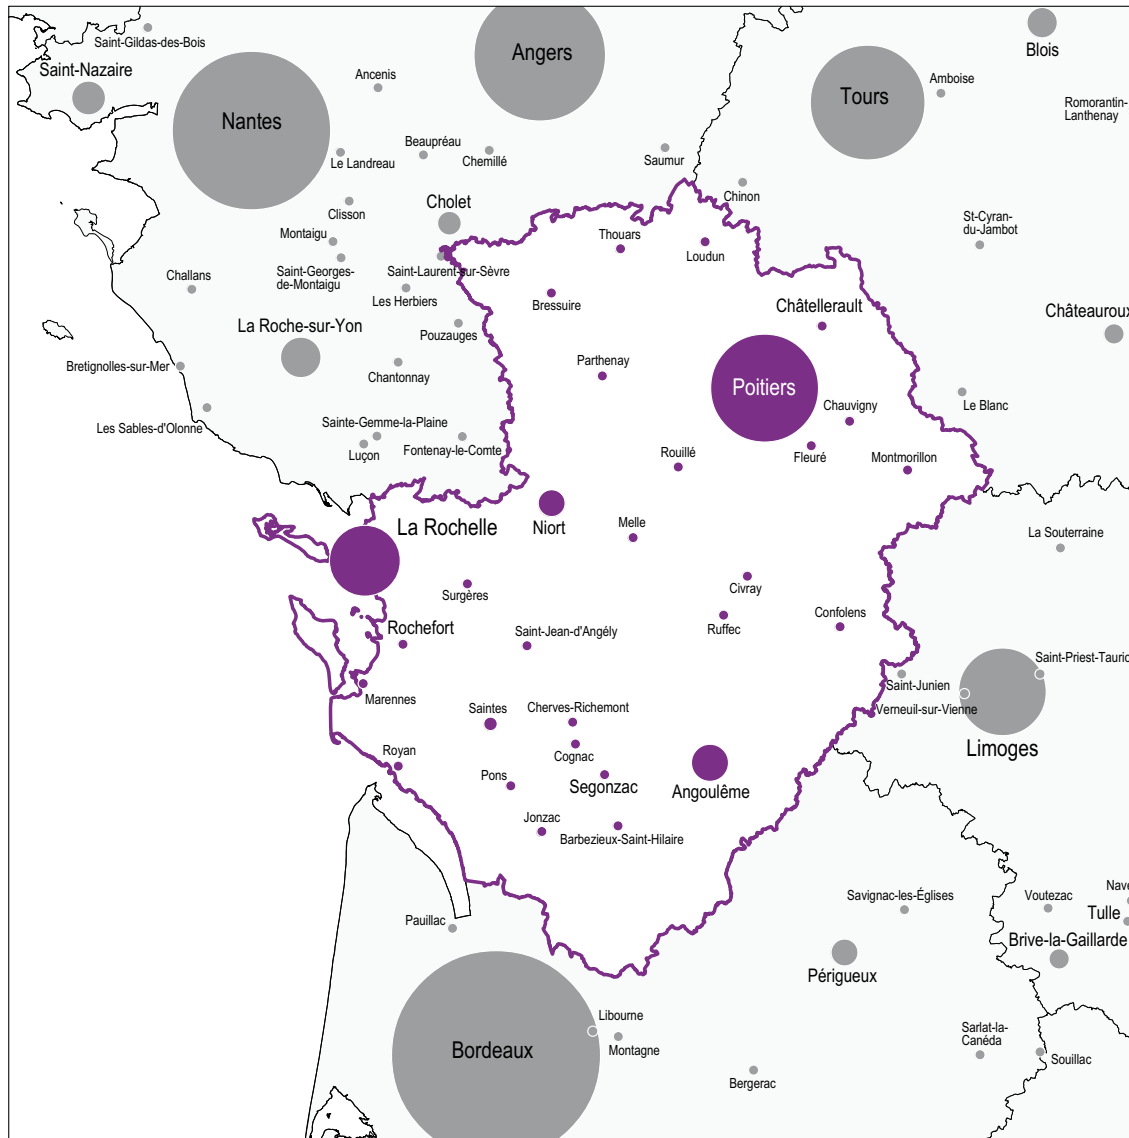 Saint-Gildas-des-Bois
Saint-Nazaire
Nantes
Ancenis
Angers
Tours
Amboise
Blois
Romorantin-
Lanthenay
Le Landreau
Beaupréau
Chemillé
Saumur
Chinon
Clisson
Cholet
Montaigu
Saint-Georges-
de-Montaigu
Saint-Laurent-sur-Sèvre
Thouars
Loudun
St-Cyran-
du-Jambot
Challans
Les Herbiers
Bressuire
Châtellerault
Châteauroux
La Roche-sur-Yon
Pouzauges
Bretignolles-sur-Mer
Chantonnay
Parthenay
Poitiers
Le Blanc
Les Sables-d'Olonne
Sainte-Gemme-la-Plaine
Luçon
Fontenay-le-Comte
Chauvigny
Rouillé
Fleuré
Montmorillon
La Rochelle
Niort
Melle
La Souterraine
Surgères
Civray
Rochefort
Saint-Jean-d'Angély
Ruffec
Confolens
Saint-Priest-Tauric
Marennes
Saint-Junien
Verneuil-sur-Vienne
Saintes
Cherves-Richemont
Limoges
Royan
Cognac
Pons
Segonzac
Angoulême
Jonzac
Barbezieux-Saint-Hilaire
Pauillac
Savignac-les-Églises
Voutezac
Nave
Tulle
Périgueux
Brive-la-Gaillarde
Libourne
Bordeaux
Montagne
Bergerac
Sarlat-la-
Canéda
Souillac